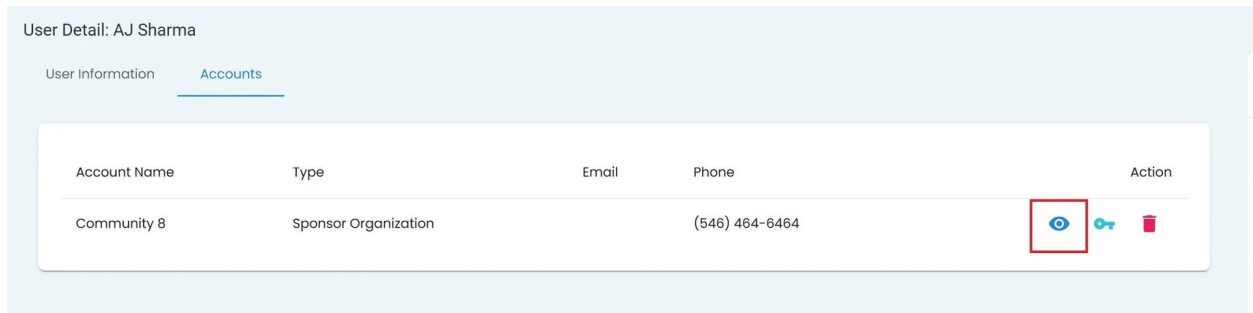 User Detail: AJ Sharma
User Information Accounts
Account Name Type Email Phone Action
Community 8 Sponsor Organization (546) 464-6464